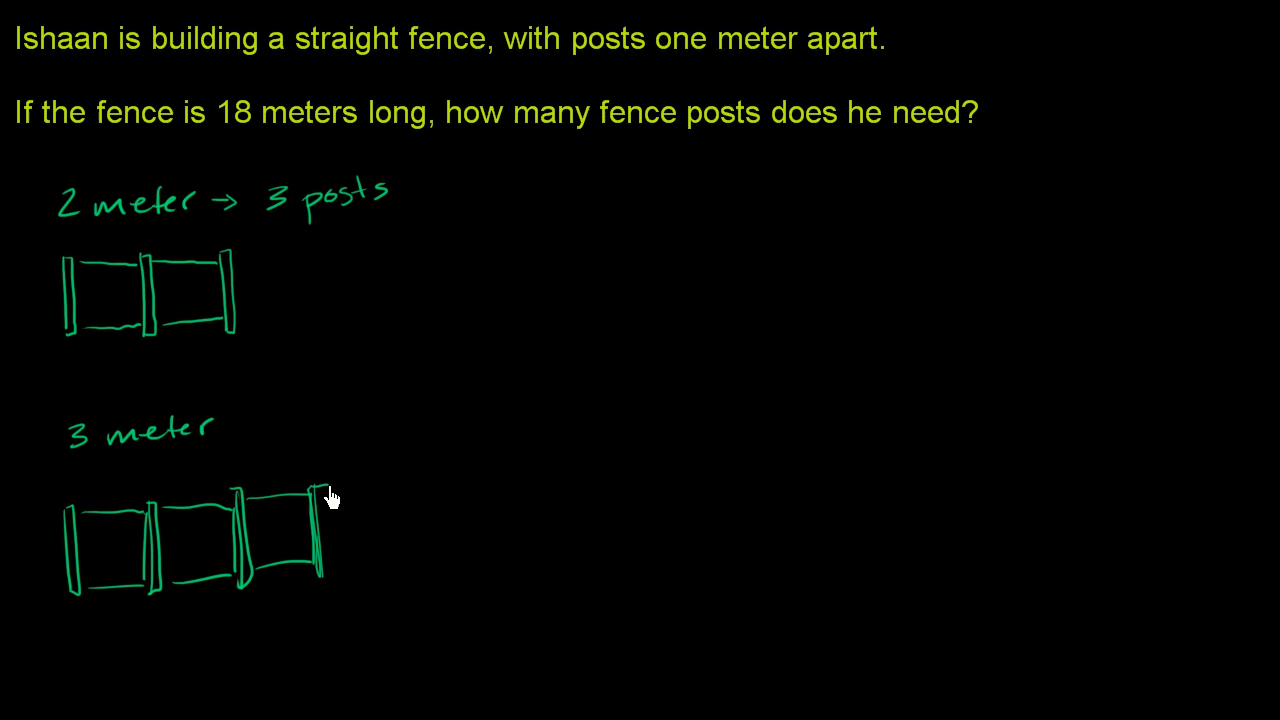 Ishaan is building a straight fence, with posts one meter apart.
If the fence is 18 meters long, how many fence posts does he need?
2 meter → 3 posts
3 meter